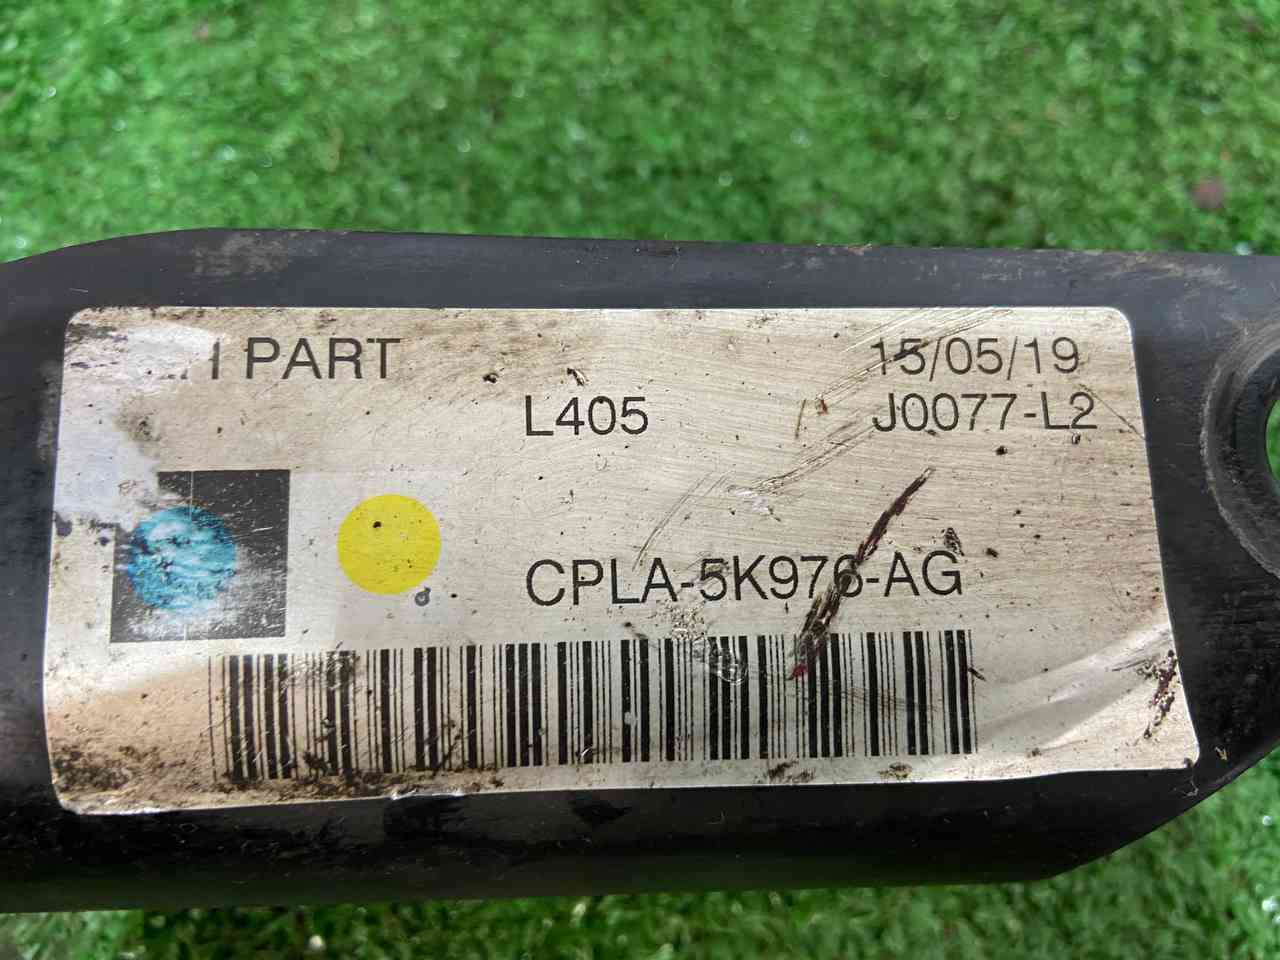 PART
15/05/19
L405
J0077-L2
CPLA-5K976-AG